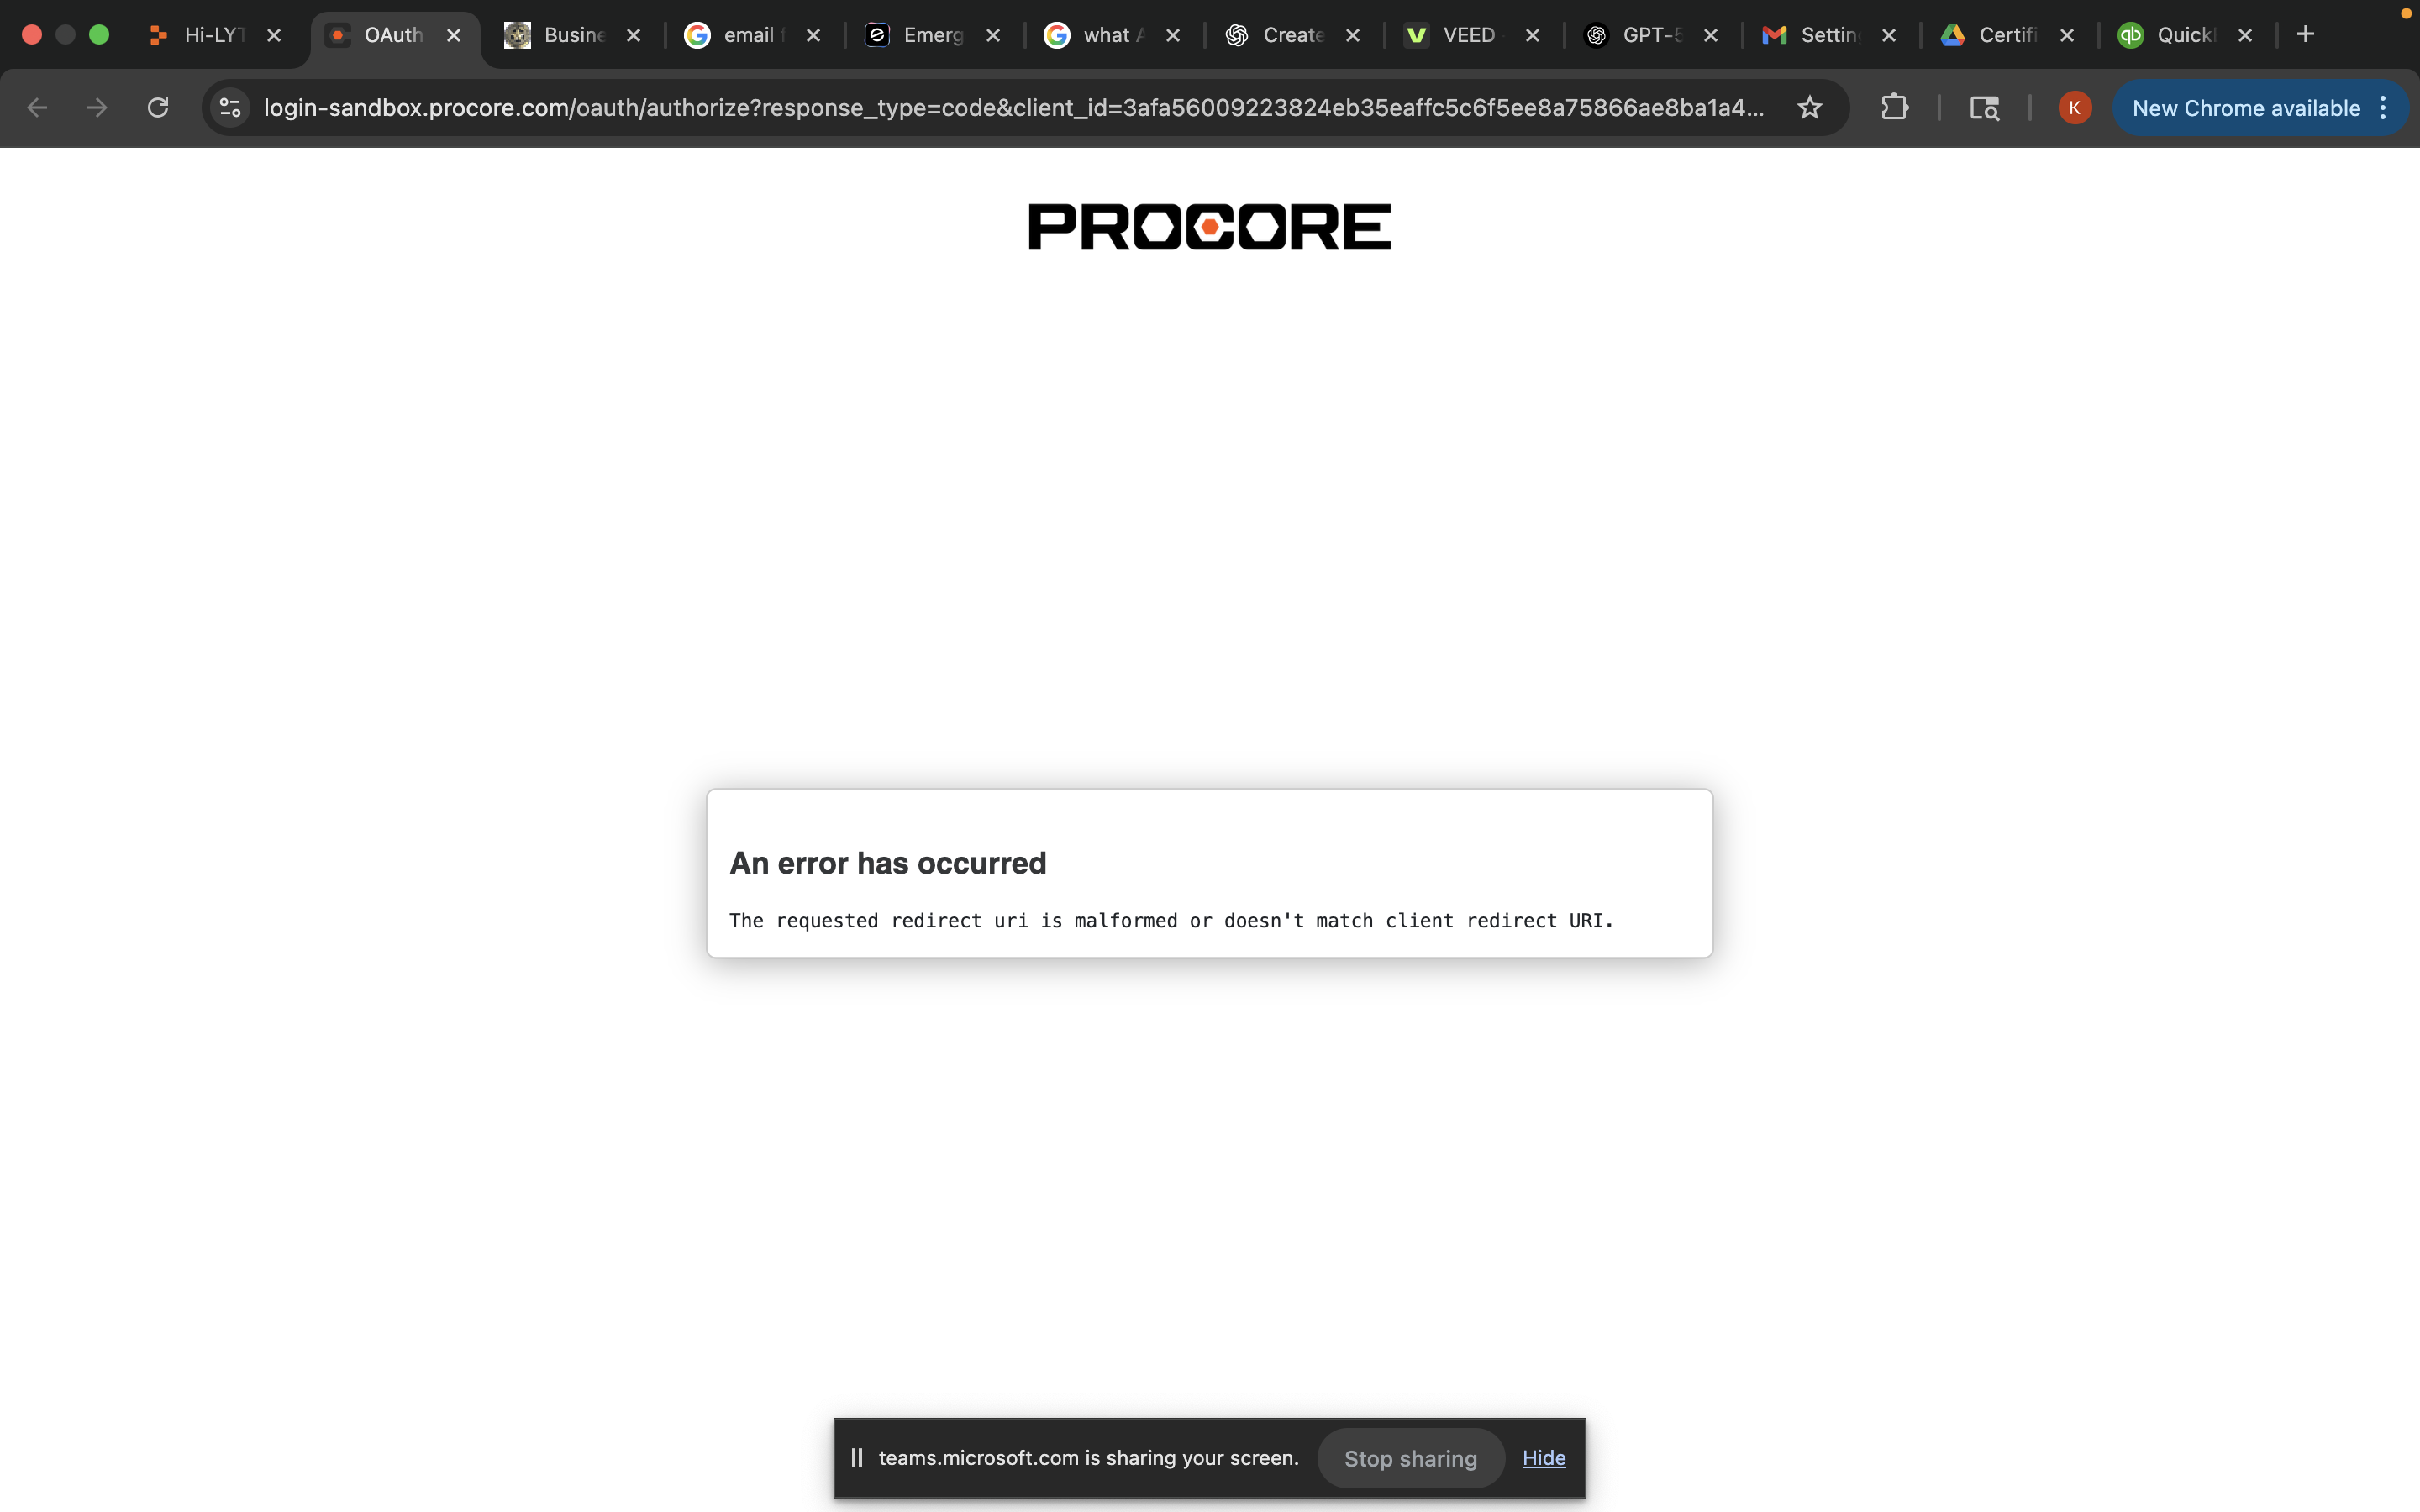 Hi-LYT
OAuth
Busine
email f
Emerg
what A
Create
VEED
GPT-5
Settin
Certifi
Quick
login-sandbox.procore.com/oauth/authorize?response_type=code&client_id=3afa56009223824eb35eaffc5c6f5ee8a75866ae8ba1a4...
K
New Chrome available
PROCORE
An error has occurred
The requested redirect uri is malformed or doesn't match client redirect URI.
teams.microsoft.com is sharing your screen.
Stop sharing
Hide